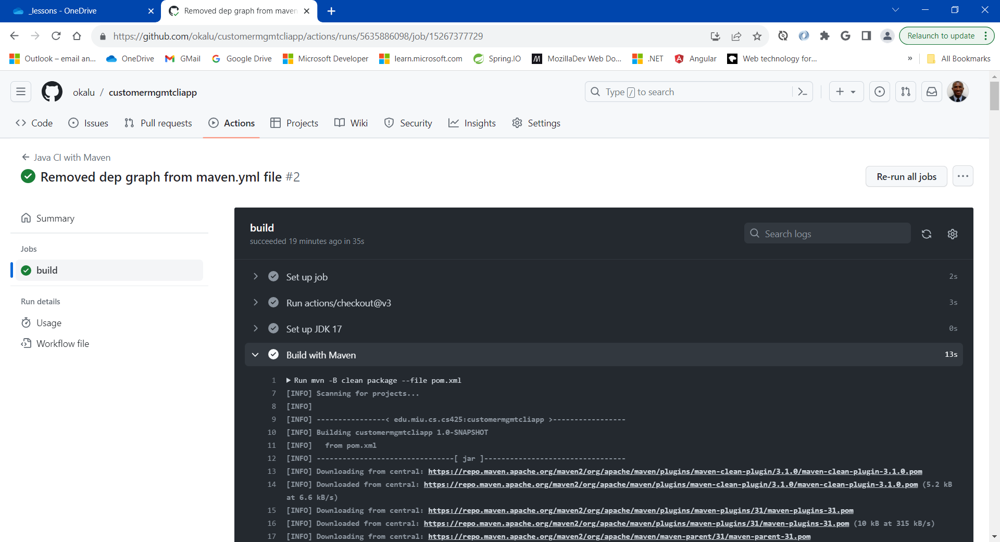 _lessons - OneDrive
Removed dep graph from maven
https://github.com/okalu/customermgmtcliapp/actions/runs/5635886098/job/15267377729
Relaunch to update
Outlook – email an...
OneDrive
GMail
Google Drive
Microsoft Developer
learn.microsoft.com
Spring.IO
MozillaDev Web Do...
.NET
Angular
Web technology for...
»
All Bookmarks
okalu / customermgmtcliapp
Type / to search
Code
Issues
Pull requests
Actions
Projects
Wiki
Security
Insights
Settings
Java CI with Maven
Removed dep graph from maven.yml file #2
Re-run all jobs
Summary
Jobs
build
Run details
Usage
Workflow file
build
succeeded 19 minutes ago in 35s
Search logs
Set up job 2s
Run actions/checkout@v3 3s
Set up JDK 17 0s
Build with Maven 13s
1 Run mvn -B clean package --file pom.xml
7 [INFO] Scanning for projects...
8 [INFO]
9 [INFO] ----------------< edu.miu.cs.cs425:customermgmtcliapp >-----------------
10 [INFO] Building customermgmtcliapp 1.0-SNAPSHOT
11 [INFO]   from pom.xml
12 [INFO] --------------------------------[ jar ]---------------------------------
13 [INFO] Downloading from central: https://repo.maven.apache.org/maven2/org/apache/maven/plugins/maven-clean-plugin/3.1.0/maven-clean-plugin-3.1.0.pom
14 [INFO] Downloaded from central: https://repo.maven.apache.org/maven2/org/apache/maven/plugins/maven-clean-plugin/3.1.0/maven-clean-plugin-3.1.0.pom (5.2 kB
at 6.6 kB/s)
15 [INFO] Downloading from central: https://repo.maven.apache.org/maven2/org/apache/maven/plugins/maven-plugins/31/maven-plugins-31.pom
16 [INFO] Downloaded from central: https://repo.maven.apache.org/maven2/org/apache/maven/plugins/maven-plugins/31/maven-plugins-31.pom (10 kB at 315 kB/s)
17 [INFO] Downloading from central: https://repo.maven.apache.org/maven2/org/apache/maven/maven-parent/31/maven-parent-31.pom